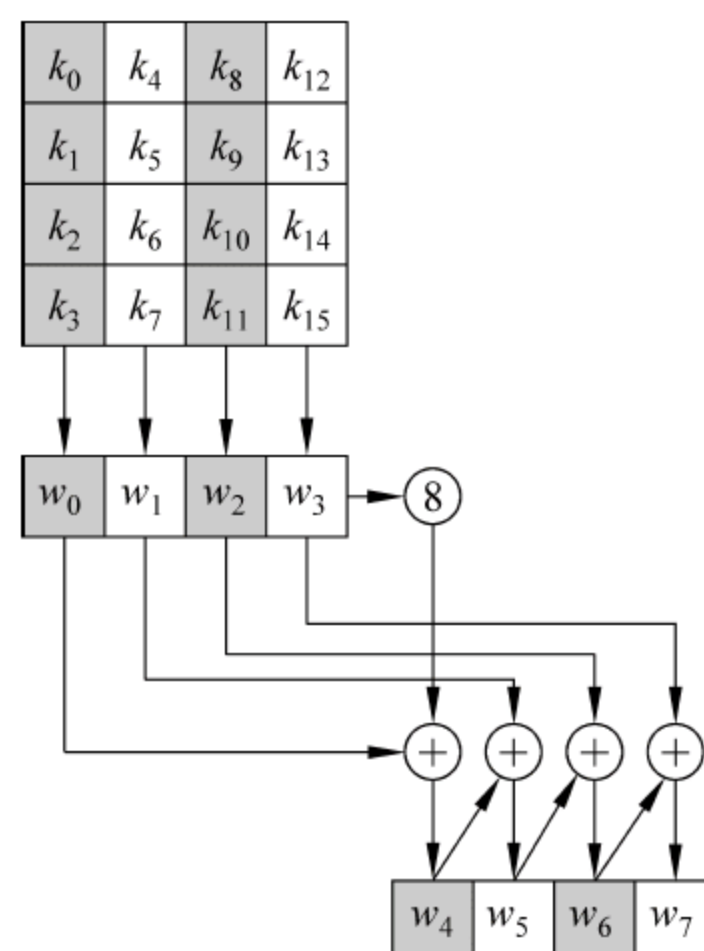 k₀ k₄ k₈ k₁₂
k₁ k₅ k₉ k₁₃
k₂ k₆ k₁₀ k₁₄
k₃ k₇ k₁₁ k₁₅
w₀ w₁ w₂ w₃ 8
+ + + +
w₄ w₅ w₆ w₇